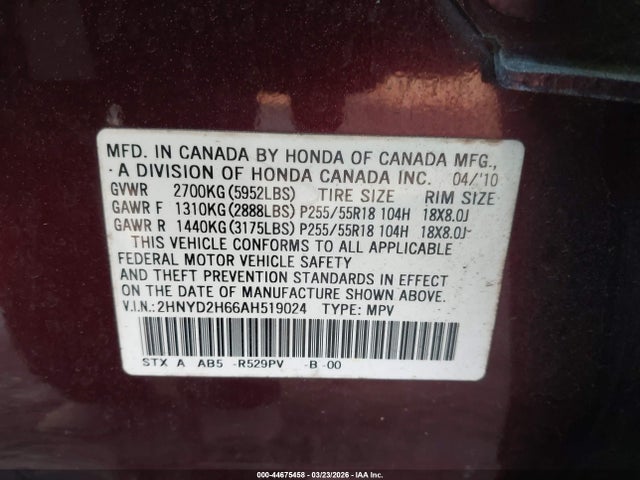 MFD. IN CANADA BY HONDA OF CANADA MFG.,
A DIVISION OF HONDA CANADA INC. 04/'10
GVWR 2700KG(5952LBS) TIRE SIZE RIM SIZE
GAWR F 1310KG(2888LBS) P255/55R18 104H 18X8.0J
GAWR R 1440KG(3175LBS) P255/55R18 104H 18X8.0J
THIS VEHICLE CONFORMS TO ALL APPLICABLE
FEDERAL MOTOR VEHICLE SAFETY
AND THEFT PREVENTION STANDARDS IN EFFECT
ON THE DATE OF MANUFACTURE SHOWN ABOVE.
V.I.N.: 2HNYD2H66AH519024 TYPE: MPV
STX A AB5 -R529PV -B -00
000-44675458 - 03/23/2026 - IAA Inc.